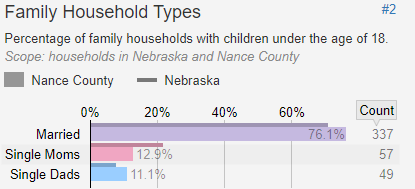 Family Household Types #2
Percentage of family households with children under the age of 18.
Scope: households in Nebraska and Nance County
Nance County Nebraska
0% 20% 40% 60% Count
Married 76.1% 337
Single Moms 12.9% 57
Single Dads 11.1% 49